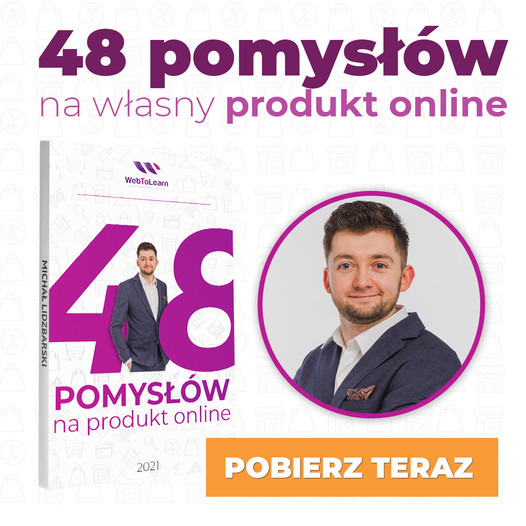 48 pomysłów
na własny produkt online
WebToLearn
48
POMYSŁÓW
na produkt online
2021
MICHAŁ LIDZBARSKI
POBIERZ TERAZ